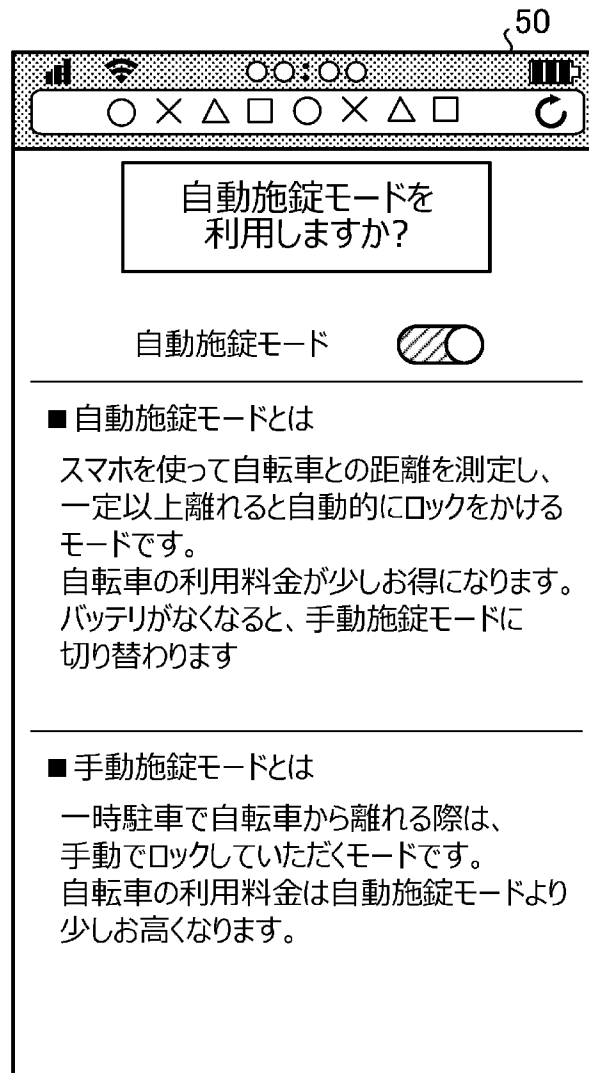 50
○○:○○
○×△□○×△□
自動施錠モードを
利用しますか?
自動施錠モード
■自動施錠モードとは
スマホを使って自転車との距離を測定し、
一定以上離れると自動的にロックをかける
モードです。
自転車の利用料金が少しお得になります。
バッテリがなくなると、手動施錠モードに
切り替わります
■手動施錠モードとは
一時駐車で自転車から離れる際は、
手動でロックしていただくモードです。
自転車の利用料金は自動施錠モードより
少しお高くなります。